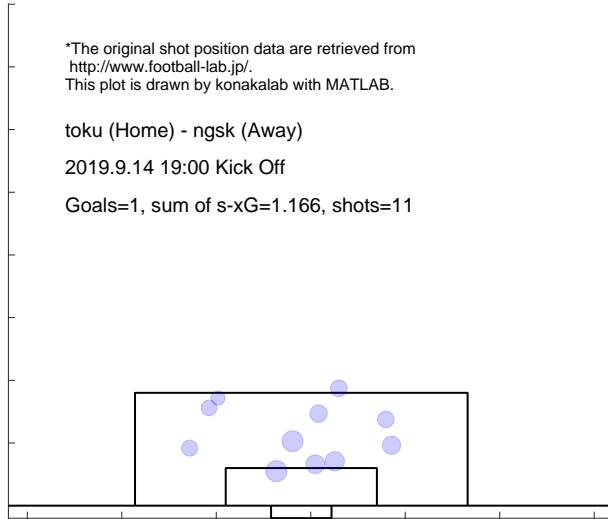 *The original shot position data are retrieved from
http://www.football-lab.jp/.
This plot is drawn by konakalab with MATLAB.
toku (Home) - ngsk (Away)
2019.9.14 19:00 Kick Off
Goals=1, sum of s-xG=1.166, shots=11